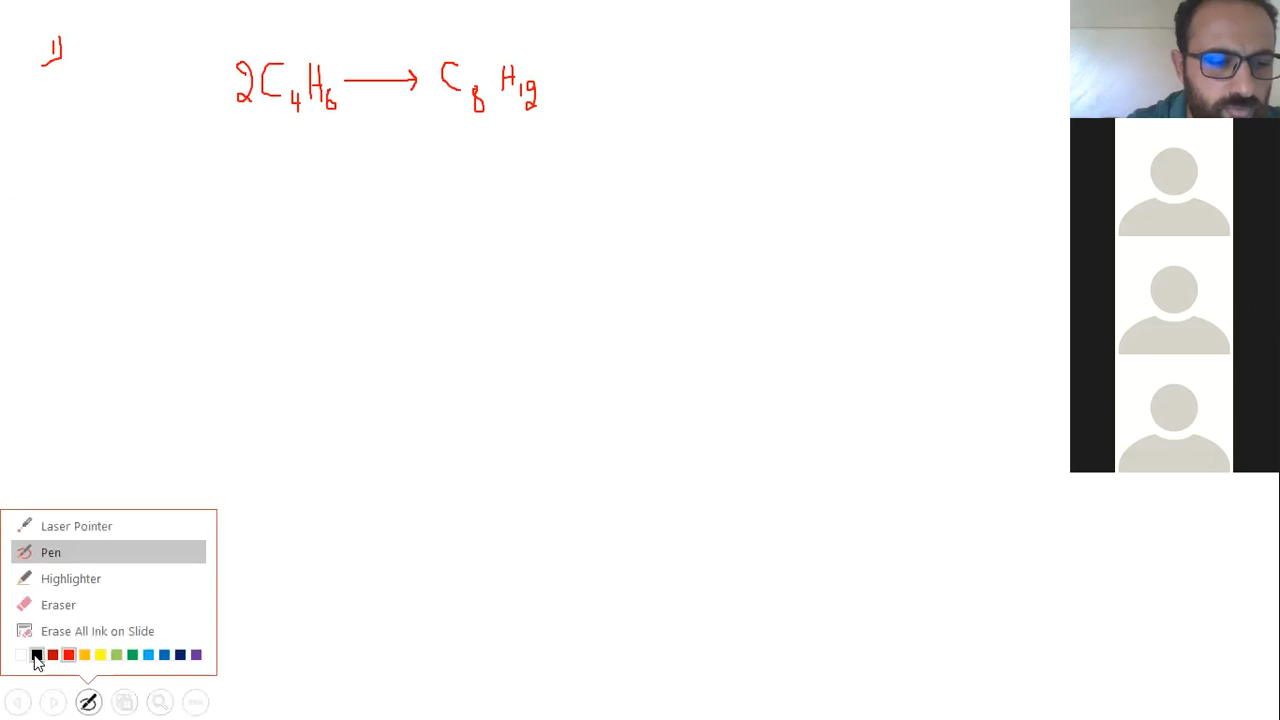 1)
2C₄H₆ → C₈H₁₂
Laser Pointer
Pen
Highlighter
Eraser
Erase All Ink on Slide